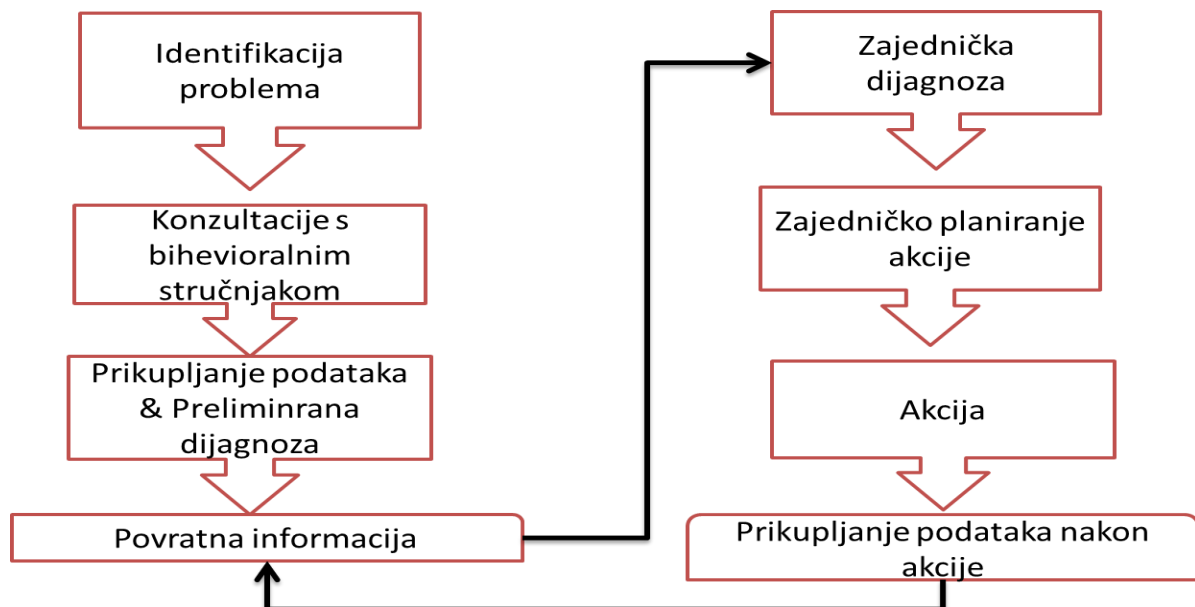 Identifikacija
problema
Konzultacije s
bihevioralnim
stručnjakom
Prikupljanje podataka
& Preliminrana
dijagnoza
Povratna informacija
Zajednička
dijagnoza
Zajedničko planiranje
akcije
Akcija
Prikupljanje podataka nakon
akcije